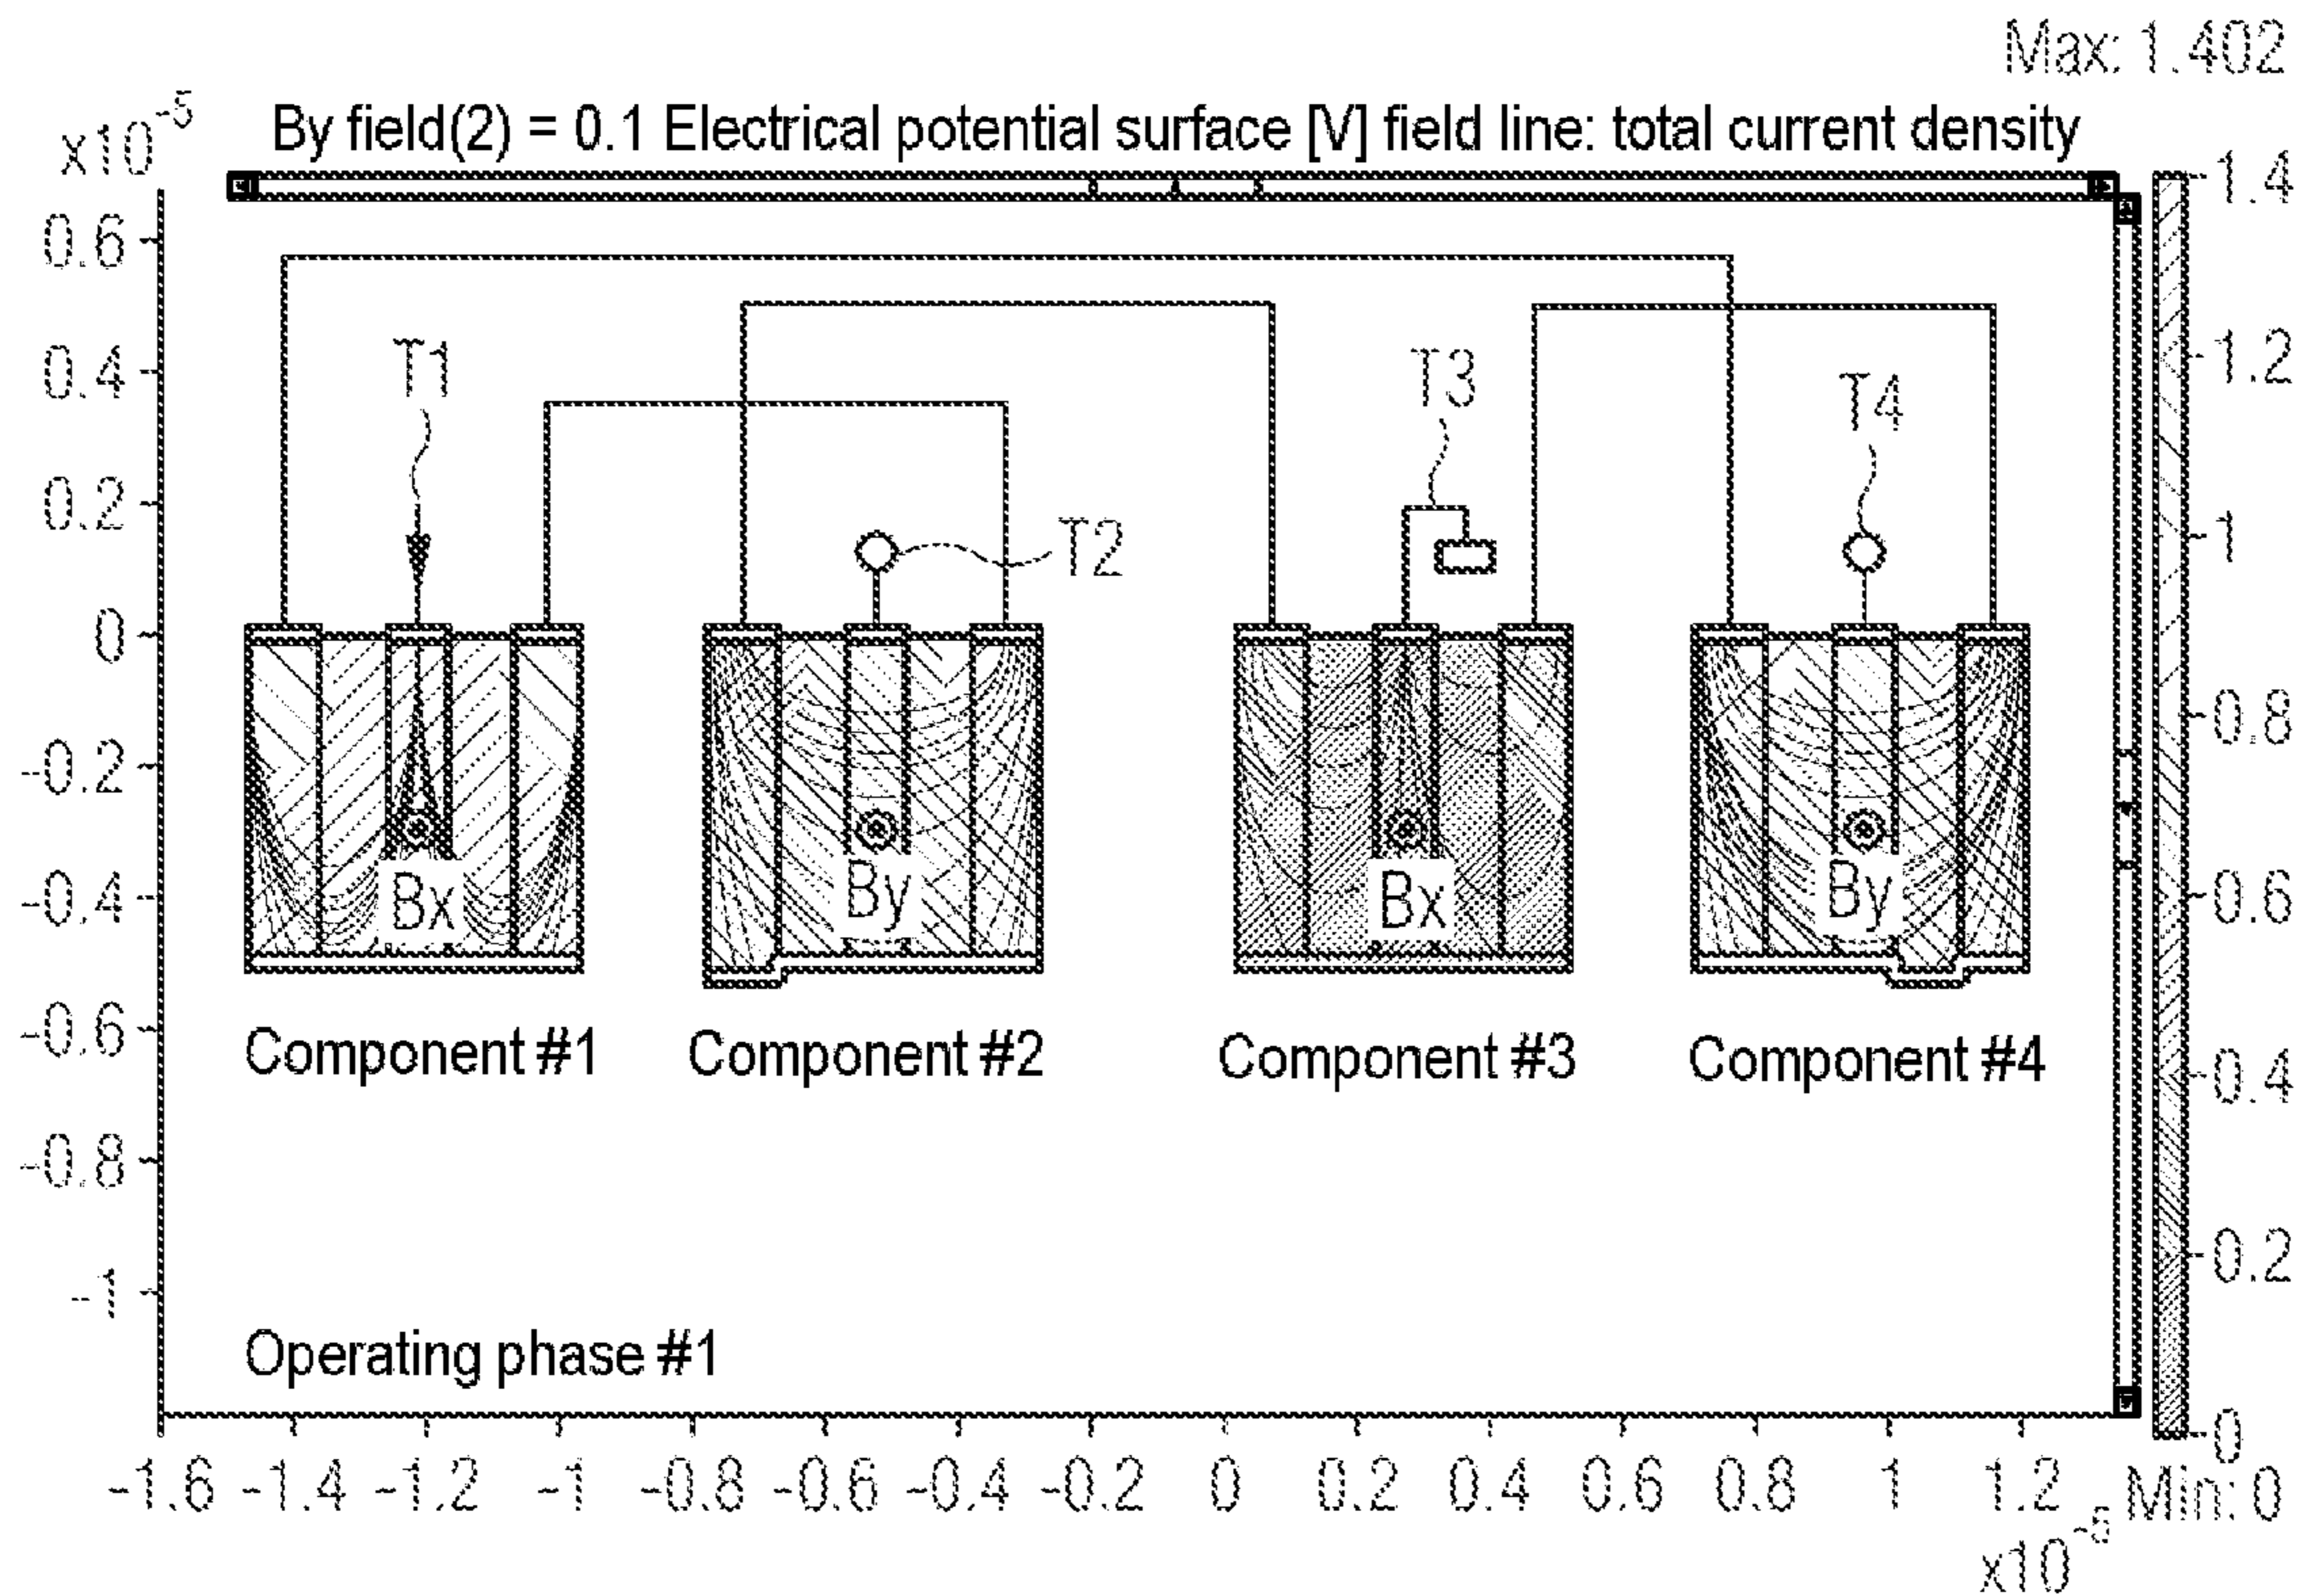 Max: 1.402
x10-5
By field(2) = 0.1 Electrical potential surface [V] field line: total current density
1.4
0.6
0.4
T1
T3
T4
1.2
0.2
T2
1
0
0.8
-0.2
-0.4
Bx
By
Bx
By
0.6
-0.6
Component #1
Component #2
Component #3
Component #4
0.4
-0.8
0.2
-1
Operating phase #1
0
-1.6 -1.4 -1.2 -1 -0.8 -0.6 -0.4 -0.2 0 0.2 0.4 0.6 0.8 1 1.2 Min: 0
x10-5